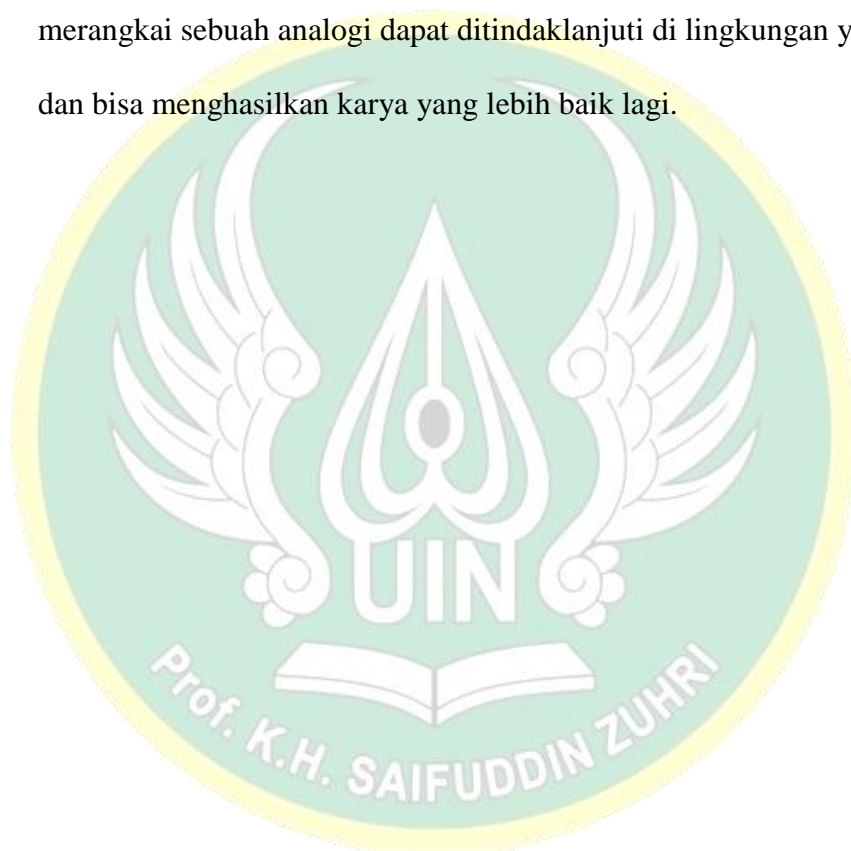 merangkai sebuah analogi dapat ditindaklanjuti di lingkungan y
dan bisa menghasilkan karya yang lebih baik lagi.
UIN
Prof. K.H. SAIFUDDIN ZUHRI